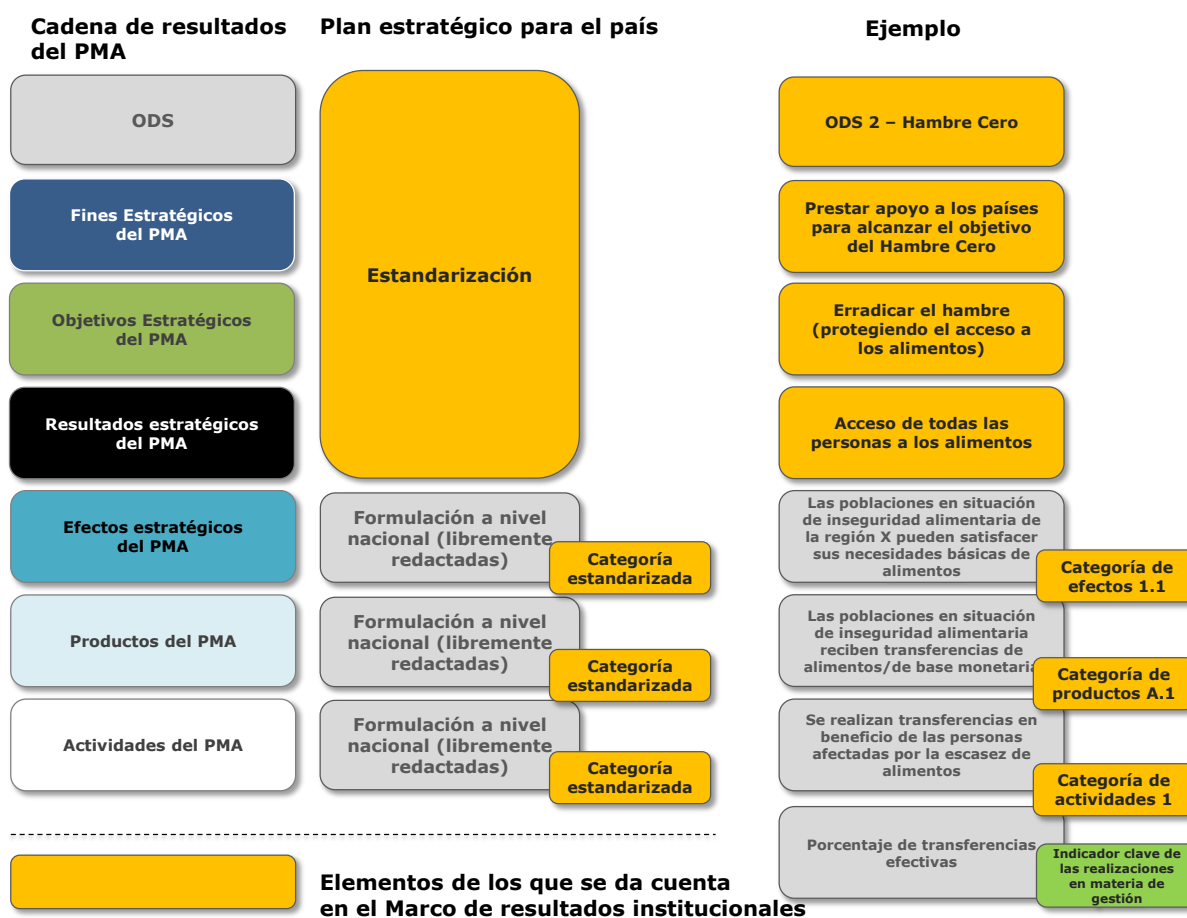 Cadena de resultados
del PMA
Plan estratégico para el país
Ejemplo
ODS
Estandarización
ODS 2 – Hambre Cero
Fines Estratégicos
del PMA
Prestar apoyo a los países
para alcanzar el objetivo
del Hambre Cero
Objetivos Estratégicos
del PMA
Erradicar el hambre
(protegiendo el acceso a
los alimentos)
Resultados estratégicos
del PMA
Acceso de todas las
personas a los alimentos
Efectos estratégicos
del PMA
Formulación a nivel
nacional (libremente
redactadas)
Categoría
estandarizada
Las poblaciones en situación
de inseguridad alimentaria de
la región X pueden satisfacer
sus necesidades básicas de
alimentos
Categoría de
efectos 1.1
Productos del PMA
Formulación a nivel
nacional (libremente
redactadas)
Categoría
estandarizada
Las poblaciones en situación
de inseguridad alimentaria
reciben transferencias de
alimentos/de base monetaria
Categoría de
productos A.1
Actividades del PMA
Formulación a nivel
nacional (libremente
redactadas)
Categoría
estandarizada
Se realizan transferencias en
beneficio de las personas
afectadas por la escasez de
alimentos
Categoría de
actividades 1
Porcentaje de transferencias
efectivas
Indicador clave de
las realizaciones
en materia de
gestión
Elementos de los que se da cuenta
en el Marco de resultados institucionales